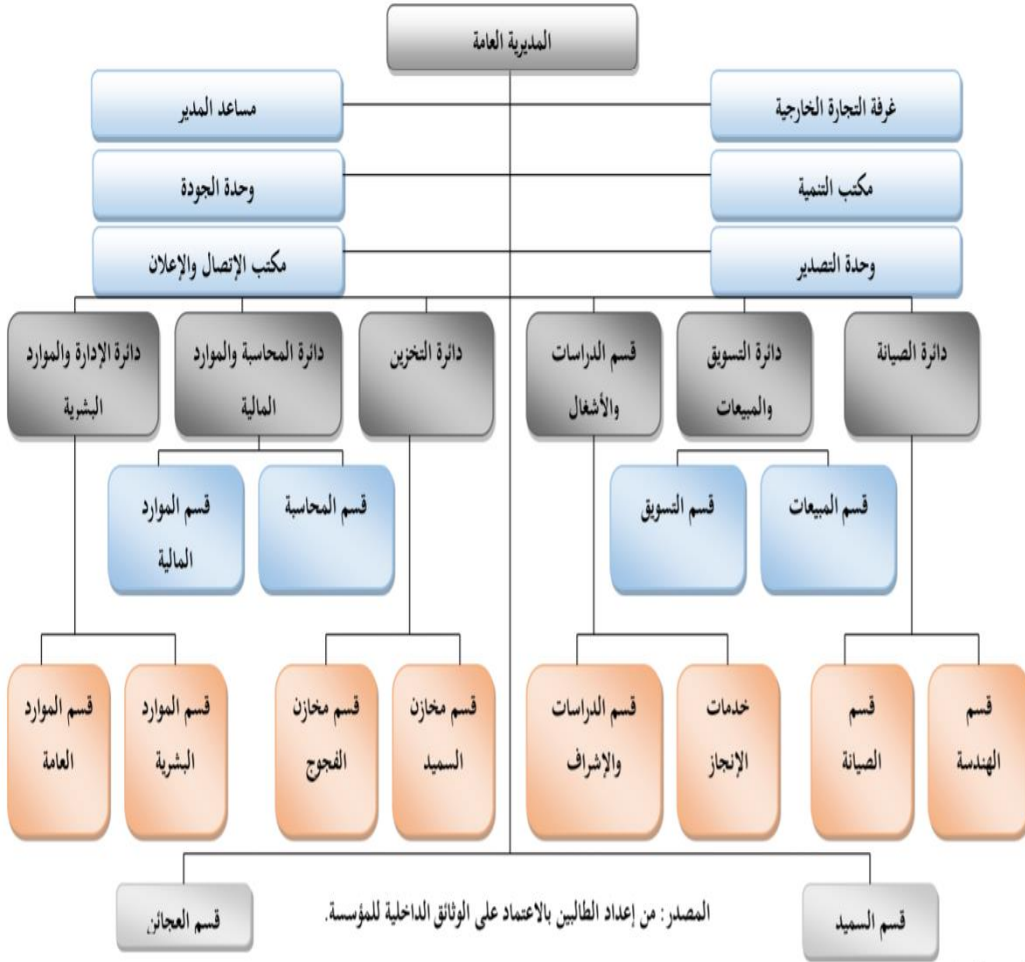 المديرية العامة
غرفة التجارة الخارجية
مساعد المدير
مكتب التنمية
وحدة الجودة
وحدة التصدير
مكتب الإتصال والإعلان
دائرة الصيانة
دائرة التسويق
والمبيعات
قسم الدراسات
والأشغال
دائرة التخزين
دائرة المحاسبة والموارد
المالية
دائرة الإدارة والموارد
البشرية
قسم المبيعات
قسم التسويق
قسم المحاسبة
قسم الموارد
المالية
قسم
الهندسة
قسم
الصيانة
خدمات
الإنجاز
قسم الدراسات
والإشراف
قسم مخازن
السميد
قسم مخازن
الفجوج
قسم الموارد
البشرية
قسم الموارد
العامة
قسم السميد
المصدر: من إعداد الطالبين بالاعتماد على الوثائق الداخلية للمؤسسة.
قسم العجائن